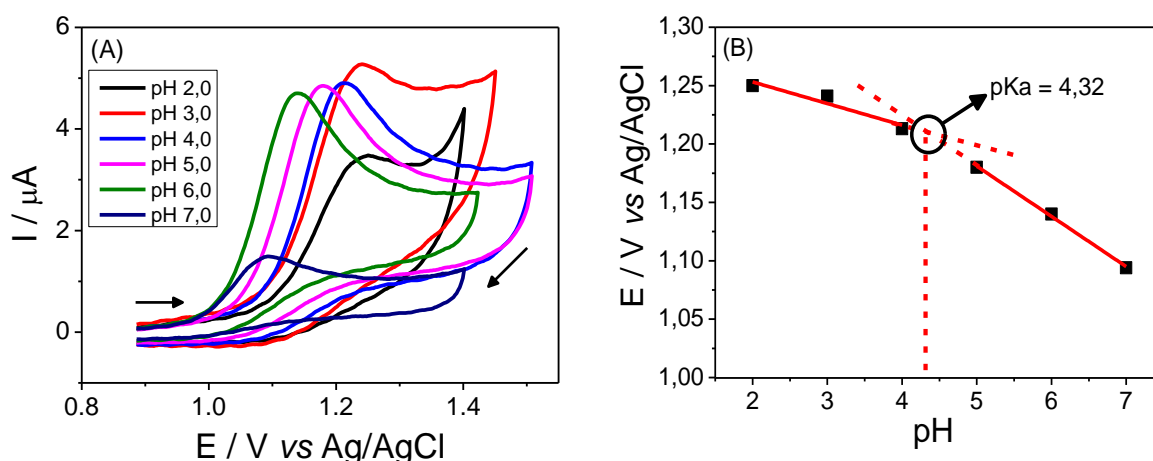 (A)
6
4
2
0
I / μA
pH 2,0
pH 3,0
pH 4,0
pH 5,0
pH 6,0
pH 7,0
0.8
1.0
1.2
1.4
E / V vs Ag/AgCl
(B)
1,30
1,25
1,20
1,15
1,10
1,05
1,00
E / V vs Ag/AgCl
pKa = 4,32
2
3
4
5
6
7
pH